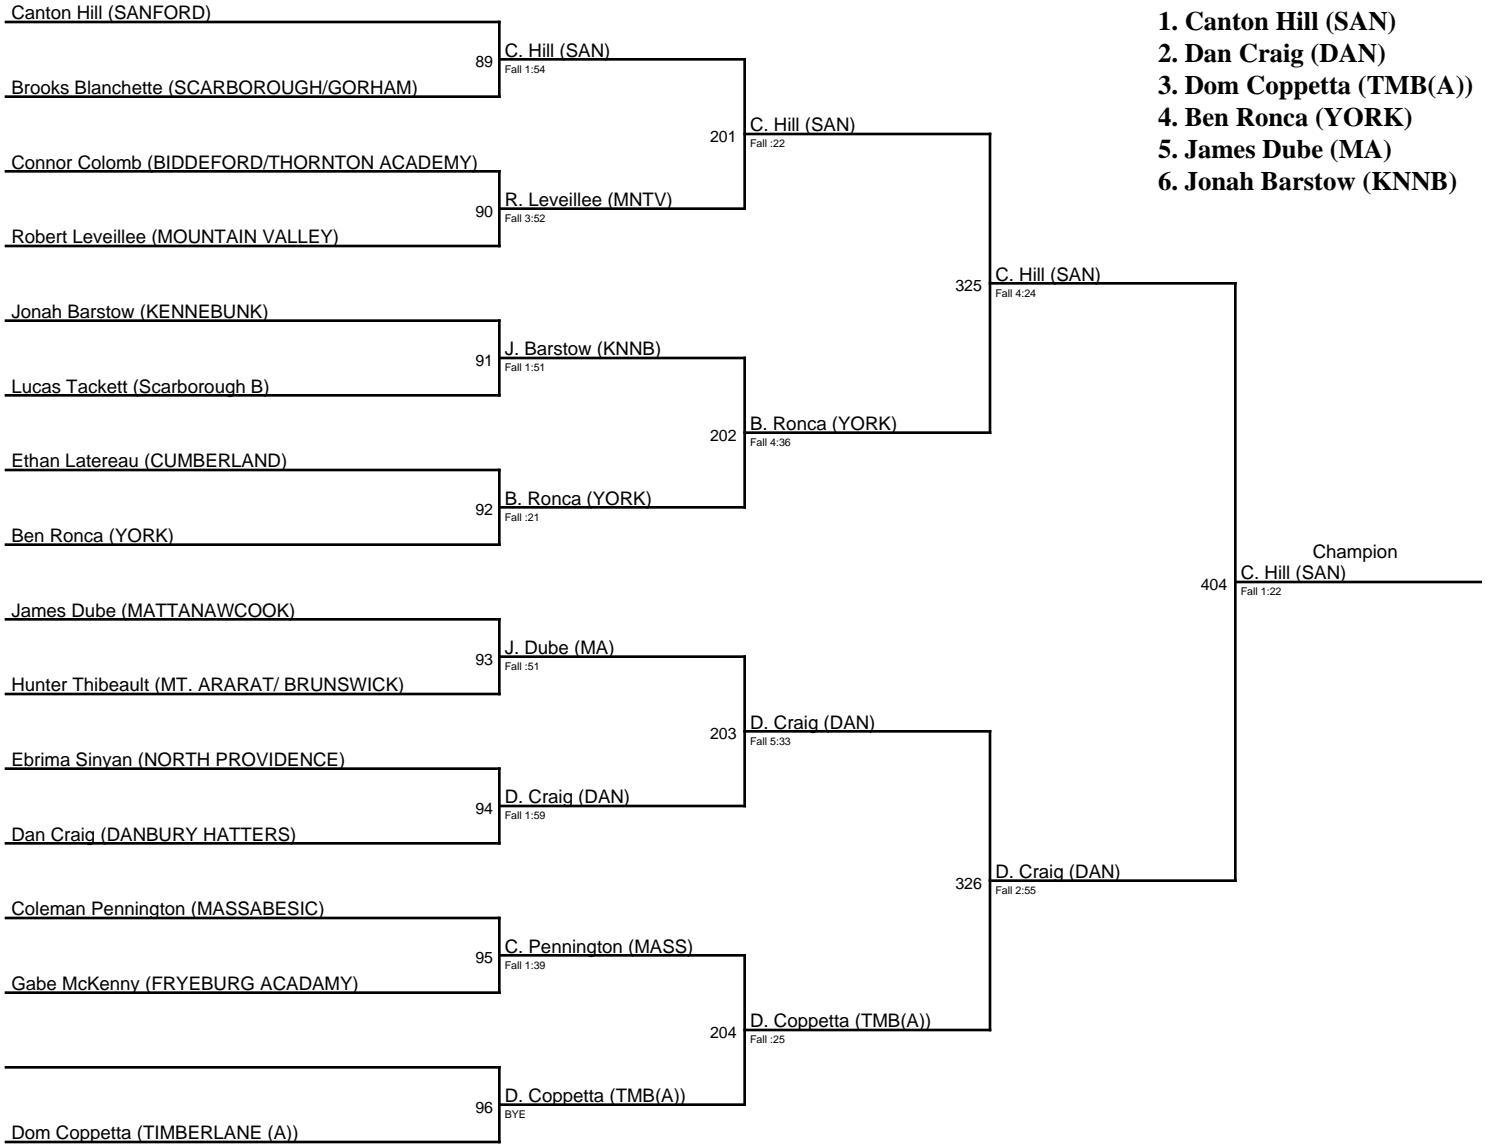 Canton Hill (SANFORD)
89
C. Hill (SAN)
Fall 1:54
Brooks Blanchette (SCARBOROUGH/GORHAM)
201
C. Hill (SAN)
Fall :22
Connor Colomb (BIDDEFORD/THORNTON ACADEMY)
90
R. Leveillee (MNTV)
Fall 3:52
Robert Leveillee (MOUNTAIN VALLEY)
325
C. Hill (SAN)
Fall 4:24
Jonah Barstow (KENNEBUNK)
91
J. Barstow (KNNB)
Fall 1:51
Lucas Tackett (Scarborough B)
202
B. Ronca (YORK)
Fall 4:36
Ethan Latereau (CUMBERLAND)
92
B. Ronca (YORK)
Fall :21
Ben Ronca (YORK)
Champion
404
C. Hill (SAN)
Fall 1:22
James Dube (MATTANAWCOOK)
93
J. Dube (MA)
Fall :51
Hunter Thibeault (MT. ARARAT/ BRUNSWICK)
203
D. Craig (DAN)
Fall 5:33
Ebrima Sinyan (NORTH PROVIDENCE)
94
D. Craig (DAN)
Fall 1:59
Dan Craig (DANBURY HATTERS)
326
D. Craig (DAN)
Fall 2:55
Coleman Pennington (MASSABESIC)
95
C. Pennington (MASS)
Fall 1:39
Gabe McKenny (FRYEBURG ACADAMY)
204
D. Coppetta (TMB(A))
Fall :25
96
D. Coppetta (TMB(A))
BYE
Dom Coppetta (TIMBERLANE (A))
1. Canton Hill (SAN)
2. Dan Craig (DAN)
3. Dom Coppetta (TMB(A))
4. Ben Ronca (YORK)
5. James Dube (MA)
6. Jonah Barstow (KNNB)